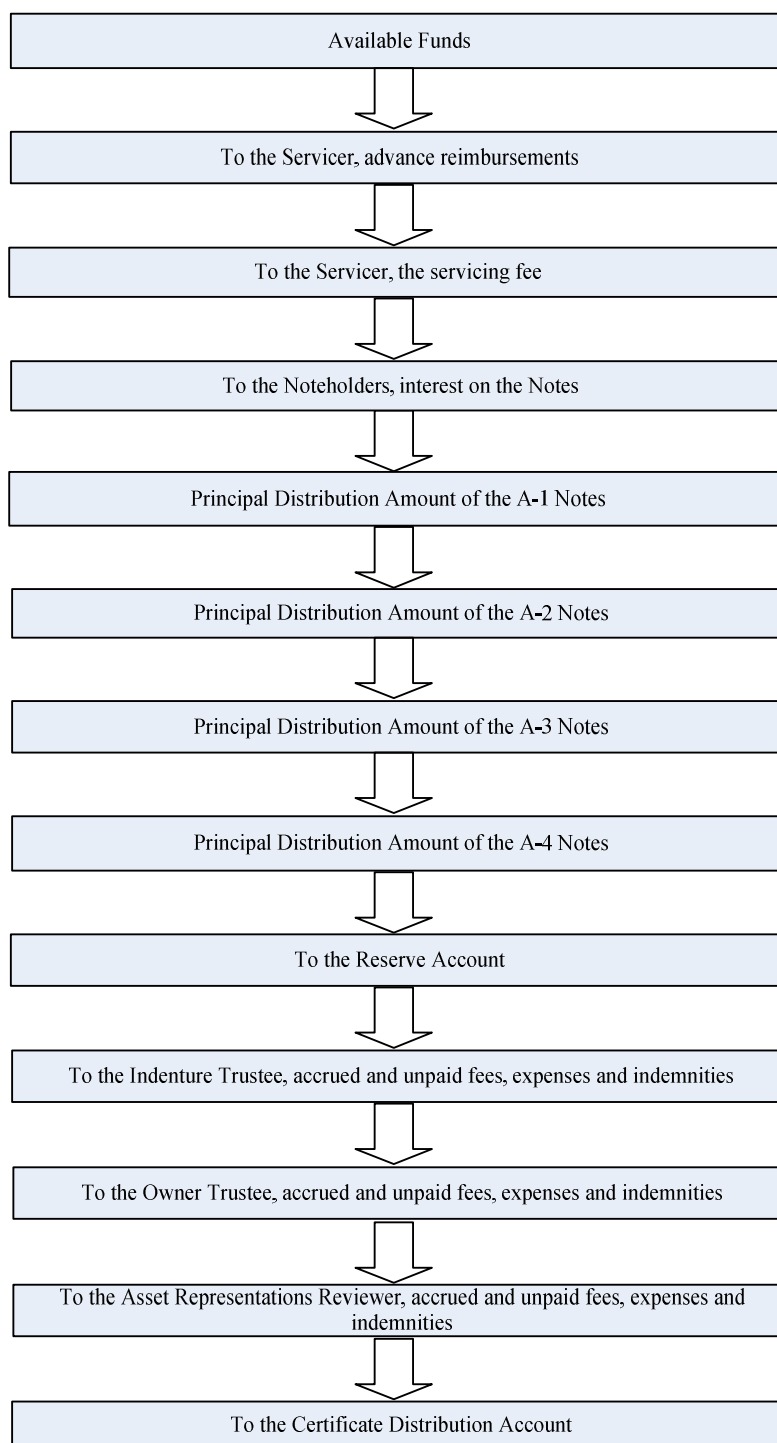 Available Funds
To the Servicer, advance reimbursements
To the Servicer, the servicing fee
To the Noteholders, interest on the Notes
Principal Distribution Amount of the A-1 Notes
Principal Distribution Amount of the A-2 Notes
Principal Distribution Amount of the A-3 Notes
Principal Distribution Amount of the A-4 Notes
To the Reserve Account
To the Indenture Trustee, accrued and unpaid fees, expenses and indemnities
To the Owner Trustee, accrued and unpaid fees, expenses and indemnities
To the Asset Representations Reviewer, accrued and unpaid fees, expenses and
indemnities
To the Certificate Distribution Account